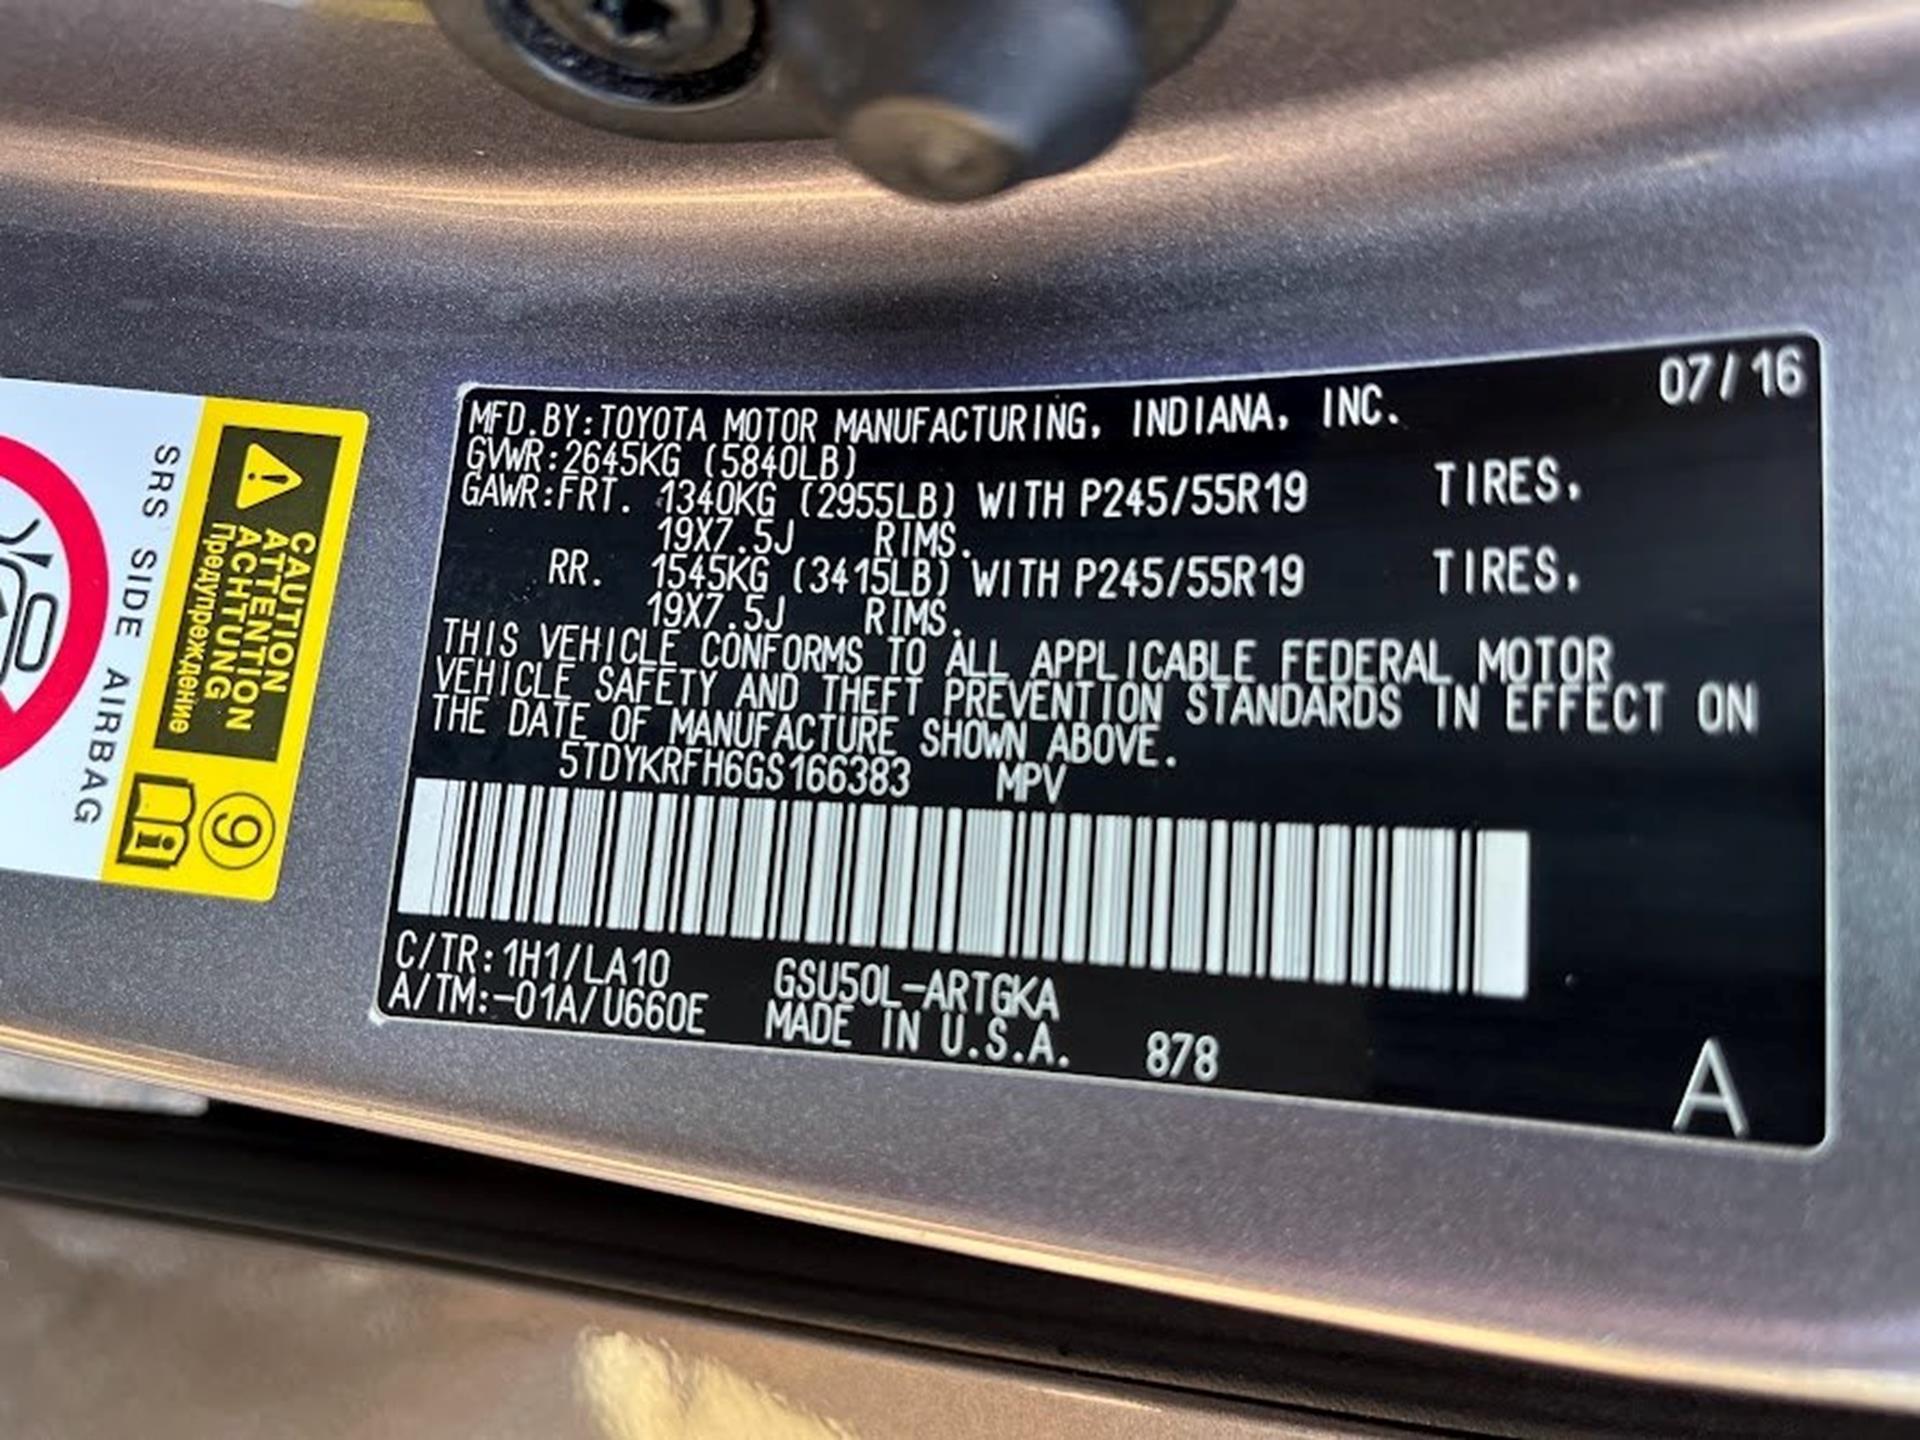 07/16
MFD.BY:TOYOTA MOTOR MANUFACTURING, INDIANA, INC.
GVWR:2645KG (5840LB)
GAWR:FRT. 1340KG (2955LB) WITH P245/55R19 TIRES,
19X7.5J RIMS.
RR. 1545KG (3415LB) WITH P245/55R19 TIRES,
19X7.5J RIMS.
THIS VEHICLE CONFORMS TO ALL APPLICABLE FEDERAL MOTOR
VEHICLE SAFETY AND THEFT PREVENTION STANDARDS IN EFFECT ON
THE DATE OF MANUFACTURE SHOWN ABOVE.
5TDYKRFH6GS166383 MPV
C/TR:1H1/LA10 GSU50L-ARTGKA
A/TM:-01A/U660E MADE IN U.S.A. 878
A
CAUTION
ATTENTION
ACHTUNG
Предупреждение
9
i
SRS SIDE AIRBAG